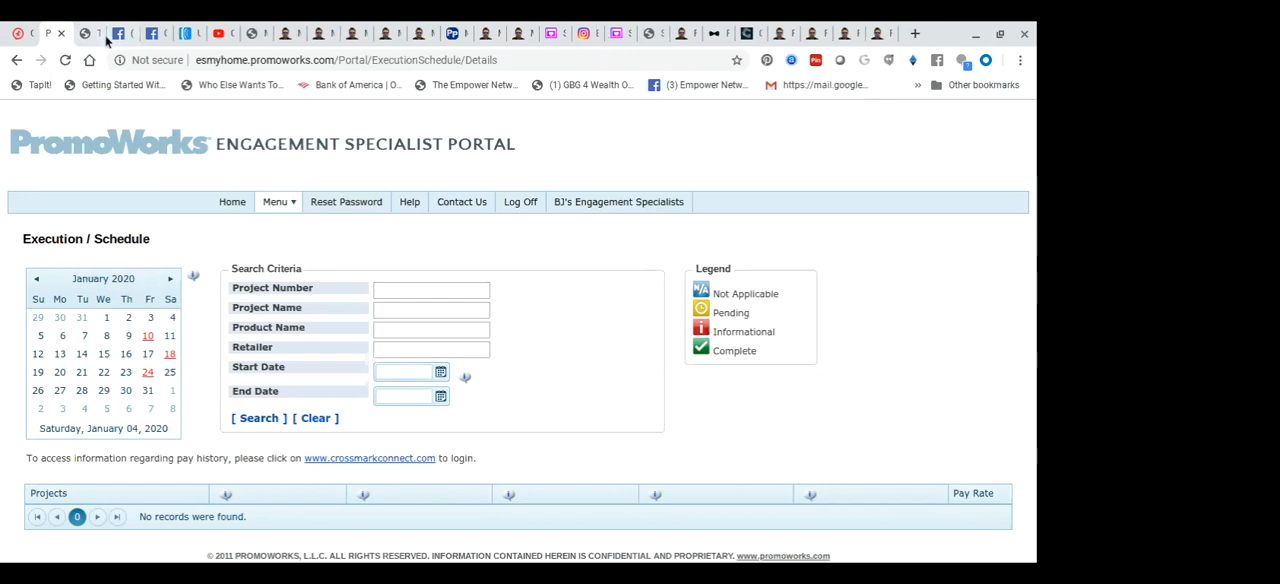 Not secure | esmyhome.promoworks.com/Portal/ExecutionSchedule/Details
TapIt! Getting Started Wit... Who Else Wants To... Bank of America | O... The Empower Netw... (1) GBG 4 Wealth O... (3) Empower Netw... https://mail.google... » Other bookmarks
PromoWorks ENGAGEMENT SPECIALIST PORTAL
Home Menu ▾ Reset Password Help Contact Us Log Off BJ's Engagement Specialists
Execution / Schedule
January 2020
Su Mo Tu We Th Fr Sa
29 30 31 1 2 3 4
5 6 7 8 9 10 11
12 13 14 15 16 17 18
19 20 21 22 23 24 25
26 27 28 29 30 31 1
2 3 4 5 6 7 8
Saturday, January 04, 2020
Search Criteria
Project Number
Project Name
Product Name
Retailer
Start Date
End Date
[ Search ] [ Clear ]
Legend
N/A Not Applicable
Pending
Informational
Complete
To access information regarding pay history, please click on www.crossmarkconnect.com to login.
Projects Pay Rate
0 No records were found.
© 2011 PROMOWORKS, L.L.C. ALL RIGHTS RESERVED. INFORMATION CONTAINED HEREIN IS CONFIDENTIAL AND PROPRIETARY. www.promoworks.com